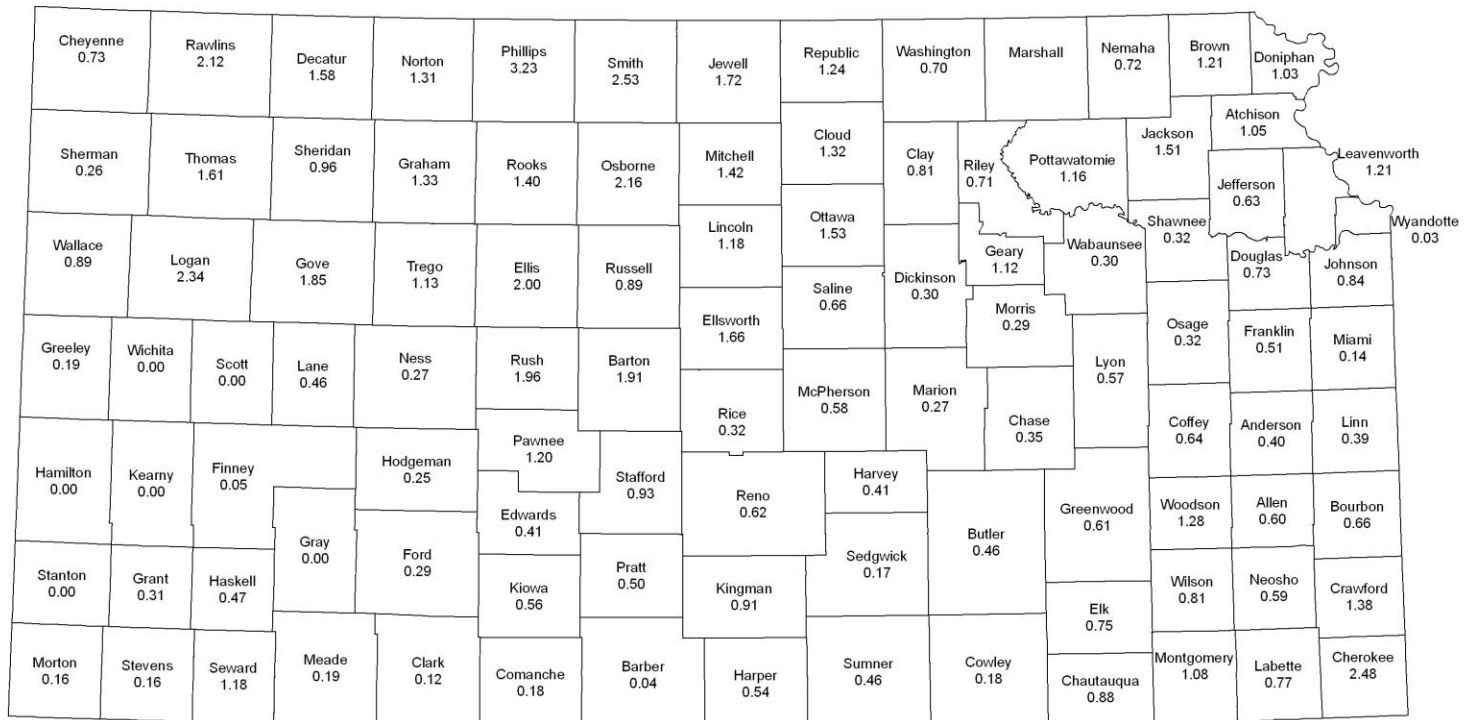 Cheyenne
0.73
Rawlins
2.12
Decatur
1.58
Norton
1.31
Phillips
3.23
Smith
2.53
Jewell
1.72
Republic
1.24
Washington
0.70
Marshall
Nemaha
0.72
Brown
1.21
Doniphan
1.03
Sherman
0.26
Thomas
1.61
Sheridan
0.96
Graham
1.33
Rooks
1.40
Osborne
2.16
Mitchell
1.42
Cloud
1.32
Clay
0.81
Riley
0.71
Pottawatomie
1.16
Jackson
1.51
Atchison
1.05
Jefferson
0.63
Leavenworth
1.21
Wyandotte
0.03
Wallace
0.89
Logan
2.34
Gove
1.85
Trego
1.13
Ellis
2.00
Russell
0.89
Lincoln
1.18
Ottawa
1.53
Saline
0.66
Dickinson
0.30
Geary
1.12
Wabaunsee
0.30
Shawnee
0.32
Douglas
0.73
Johnson
0.84
Greeley
0.19
Wichita
0.00
Scott
0.00
Lane
0.46
Ness
0.27
Rush
1.96
Barton
1.91
Ellsworth
1.66
Rice
0.32
McPherson
0.58
Marion
0.27
Morris
0.29
Chase
0.35
Lyon
0.57
Osage
0.32
Franklin
0.51
Miami
0.14
Coffey
0.64
Anderson
0.40
Linn
0.39
Hamilton
0.00
Kearny
0.00
Finney
0.05
Hodgeman
0.25
Pawnee
1.20
Stafford
0.93
Edwards
0.41
Reno
0.62
Harvey
0.41
Gray
0.00
Ford
0.29
Kiowa
0.56
Pratt
0.50
Kingman
0.91
Sedgwick
0.17
Butler
0.46
Greenwood
0.61
Woodson
1.28
Allen
0.60
Bourbon
0.66
Stanton
0.00
Grant
0.31
Haskell
0.47
Elk
0.75
Wilson
0.81
Neosho
0.59
Crawford
1.38
Morton
0.16
Stevens
0.16
Seward
1.18
Meade
0.19
Clark
0.12
Comanche
0.18
Barber
0.04
Harper
0.54
Sumner
0.46
Cowley
0.18
Chautauqua
0.88
Montgomery
1.08
Labette
0.77
Cherokee
2.48